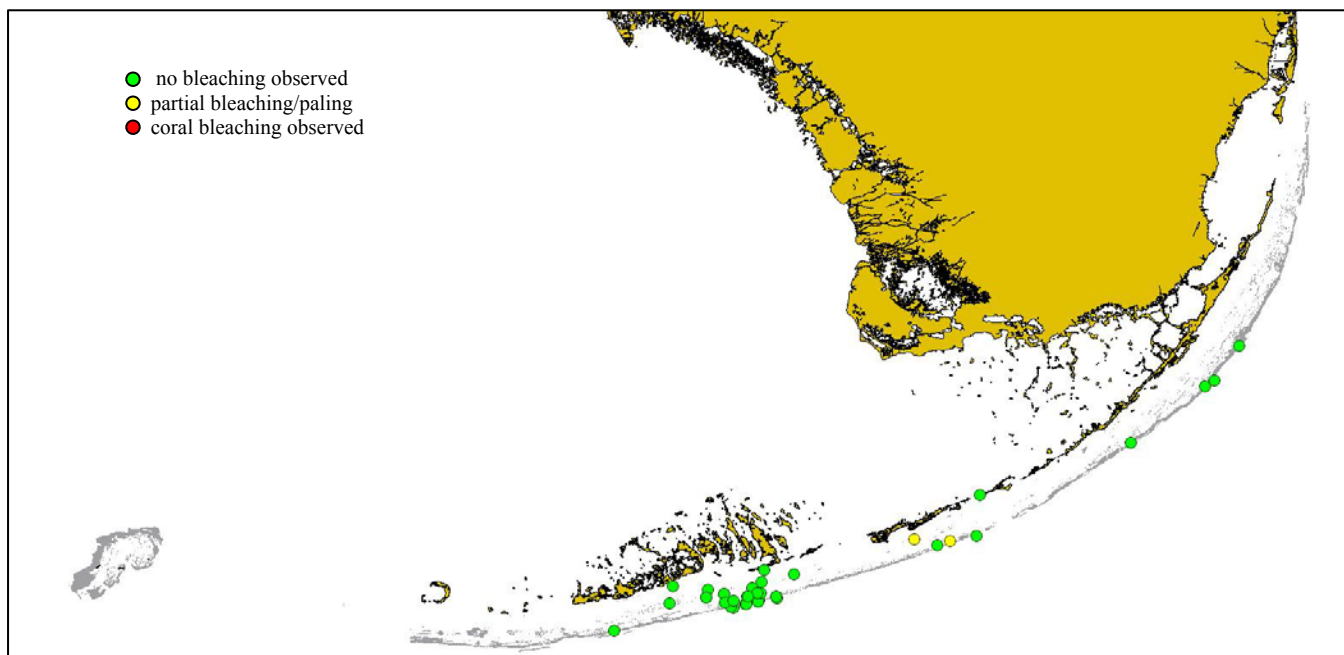 no bleaching observed
partial bleaching/paling
coral bleaching observed